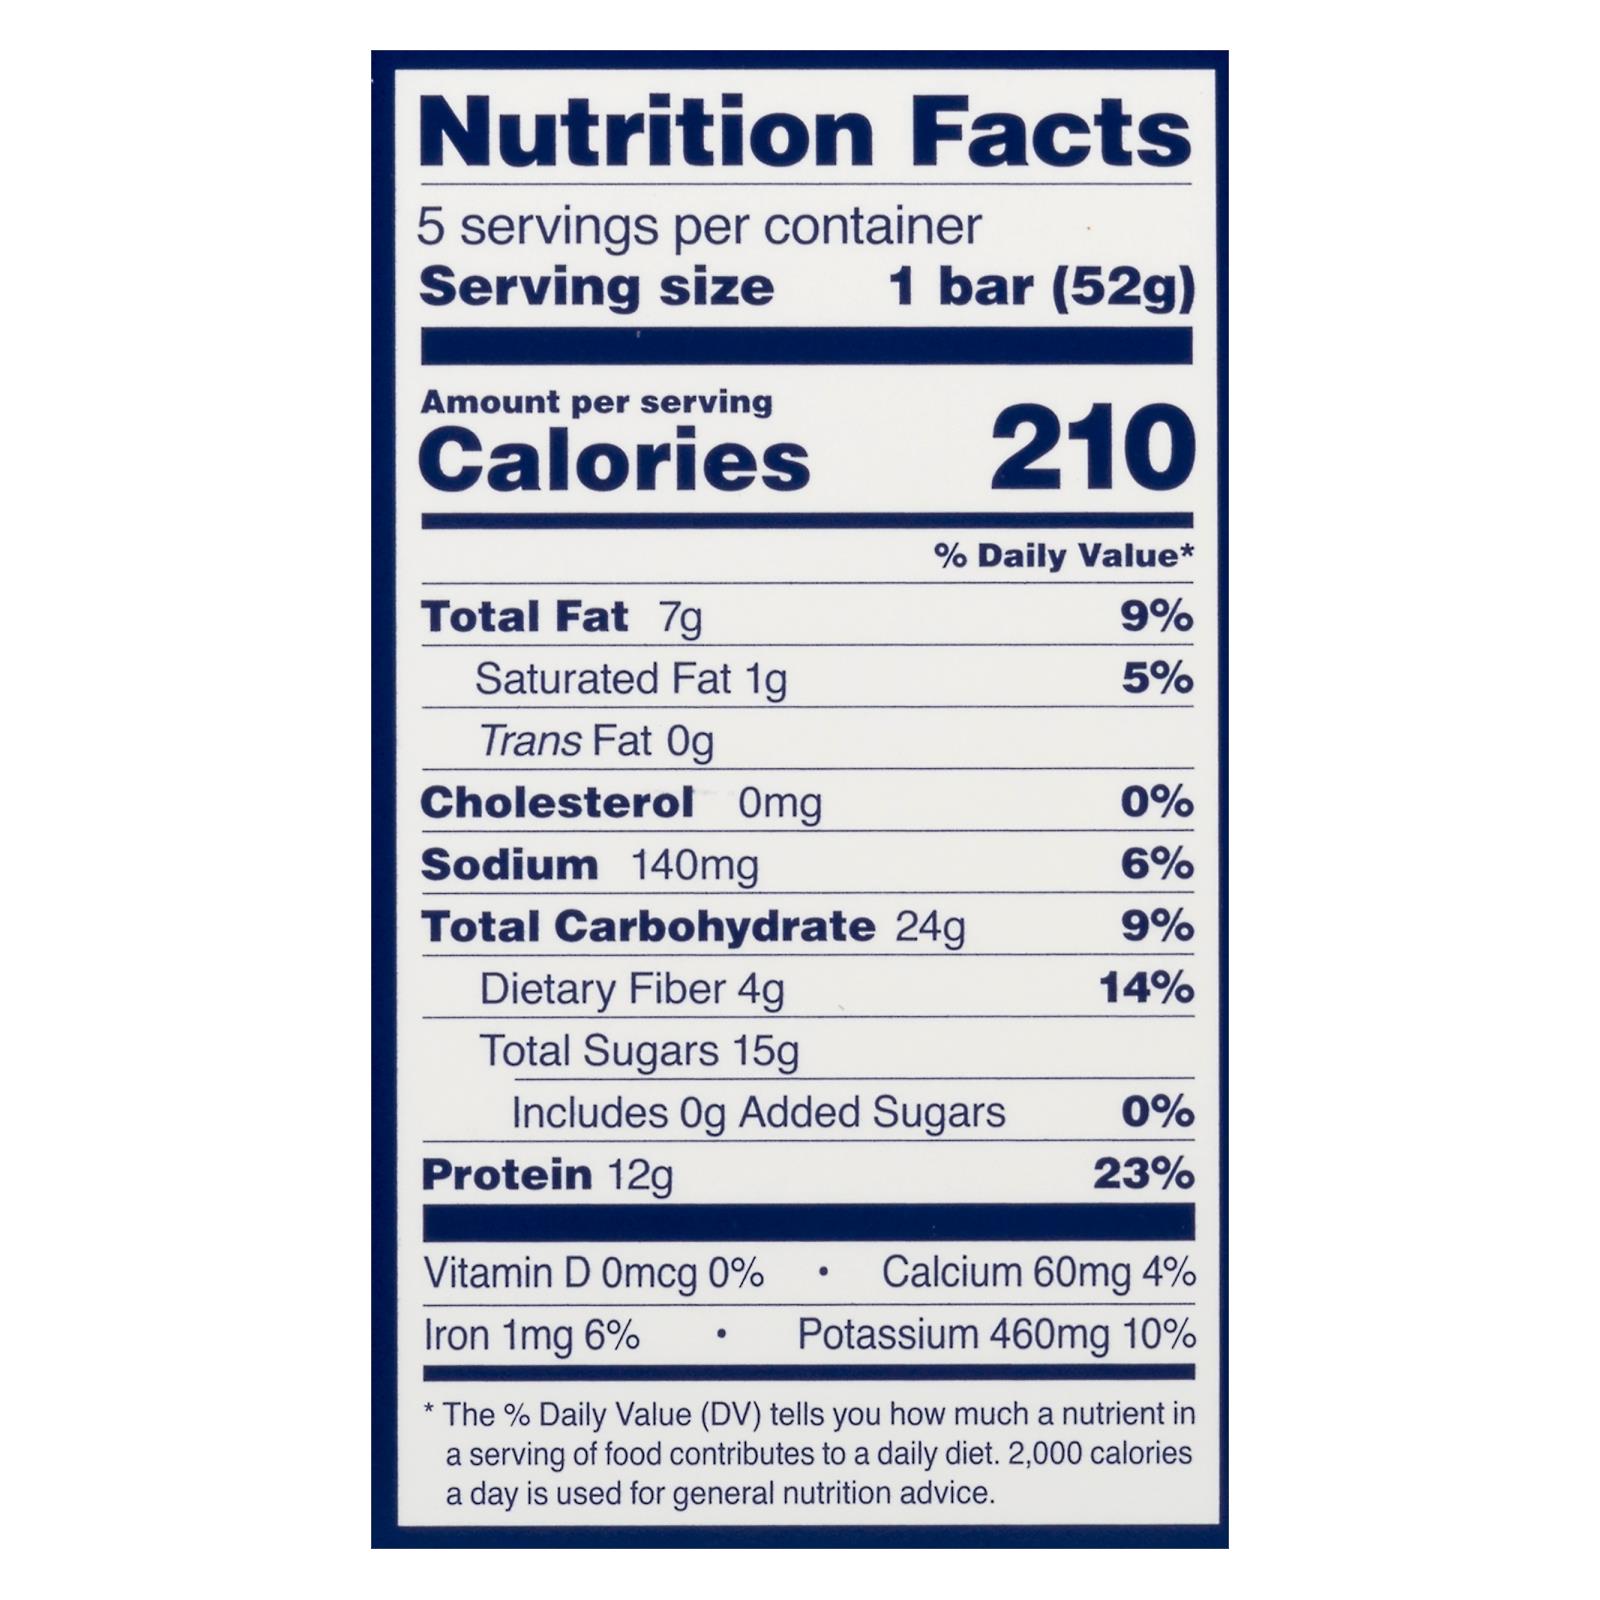 Nutrition Facts
5 servings per container
Serving size 1 bar (52g)
Amount per serving
Calories 210
% Daily Value*
Total Fat 7g 9%
Saturated Fat 1g 5%
Trans Fat 0g
Cholesterol 0mg 0%
Sodium 140mg 6%
Total Carbohydrate 24g 9%
Dietary Fiber 4g 14%
Total Sugars 15g
Includes 0g Added Sugars 0%
Protein 12g 23%
Vitamin D 0mcg 0% • Calcium 60mg 4%
Iron 1mg 6% • Potassium 460mg 10%
* The % Daily Value (DV) tells you how much a nutrient in
a serving of food contributes to a daily diet. 2,000 calories
a day is used for general nutrition advice.